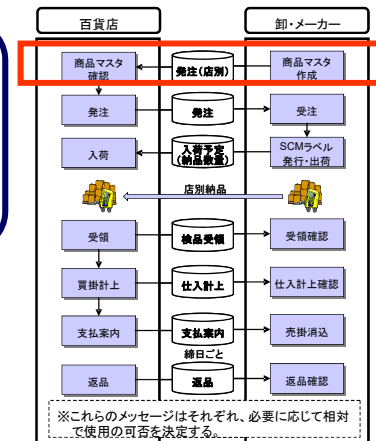 百貨店
卸・メーカー
商品マスタ
確認
発注(店別)
商品マスタ
作成
発注
発注
受注
入荷
入荷予定
(納品数量)
SCMラベル
発行・出荷
店別納品
受領
検品受領
受領確認
買掛計上
仕入計上
仕入計上確認
支払案内
支払案内
売掛消込
締日ごと
返品
返品
返品確認
※これらのメッセージはそれぞれ、必要に応じて相対
で使用の可否を決定する。